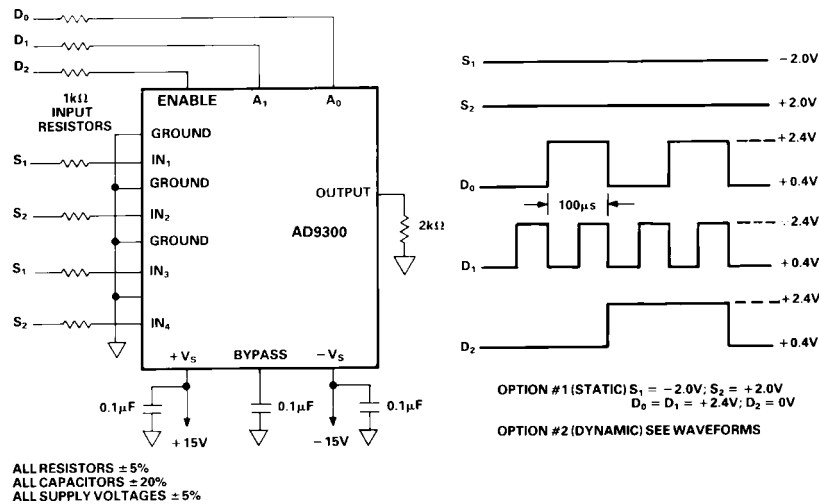 D₀
D₁
D₂
1kΩ
INPUT
RESISTORS
ENABLE A₁ A₀
GROUND
S₁ IN₁
GROUND
OUTPUT
S₂ IN₂
GROUND
AD9300
2kΩ
S₁ IN₃
S₂ IN₄
+Vₛ BYPASS −Vₛ
0.1µF 0.1µF 0.1µF
+15V −15V
ALL RESISTORS ±5%
ALL CAPACITORS ±20%
ALL SUPPLY VOLTAGES ±5%
S₁ −2.0V
S₂ +2.0V
+2.4V
D₀ +0.4V
100µs
2.4V
D₁ +0.4V
+2.4V
D₂ +0.4V
OPTION #1 (STATIC) S₁ = −2.0V; S₂ = +2.0V
D₀ = D₁ = +2.4V; D₂ = 0V
OPTION #2 (DYNAMIC) SEE WAVEFORMS